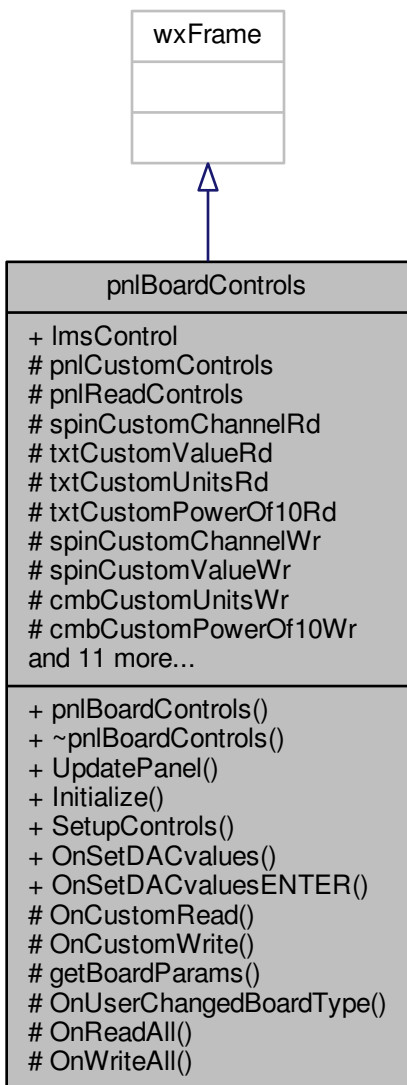 wxFrame
pnlBoardControls
+ lmsControl
# pnlCustomControls
# pnlReadControls
# spinCustomChannelRd
# txtCustomValueRd
# txtCustomUnitsRd
# txtCustomPowerOf10Rd
# spinCustomChannelWr
# spinCustomValueWr
# cmbCustomUnitsWr
# cmbCustomPowerOf10Wr
and 11 more...
+ pnlBoardControls()
+ ~pnlBoardControls()
+ UpdatePanel()
+ Initialize()
+ SetupControls()
+ OnSetDACvalues()
+ OnSetDACvaluesENTER()
# OnCustomRead()
# OnCustomWrite()
# getBoardParams()
# OnUserChangedBoardType()
# OnReadAll()
# OnWriteAll()